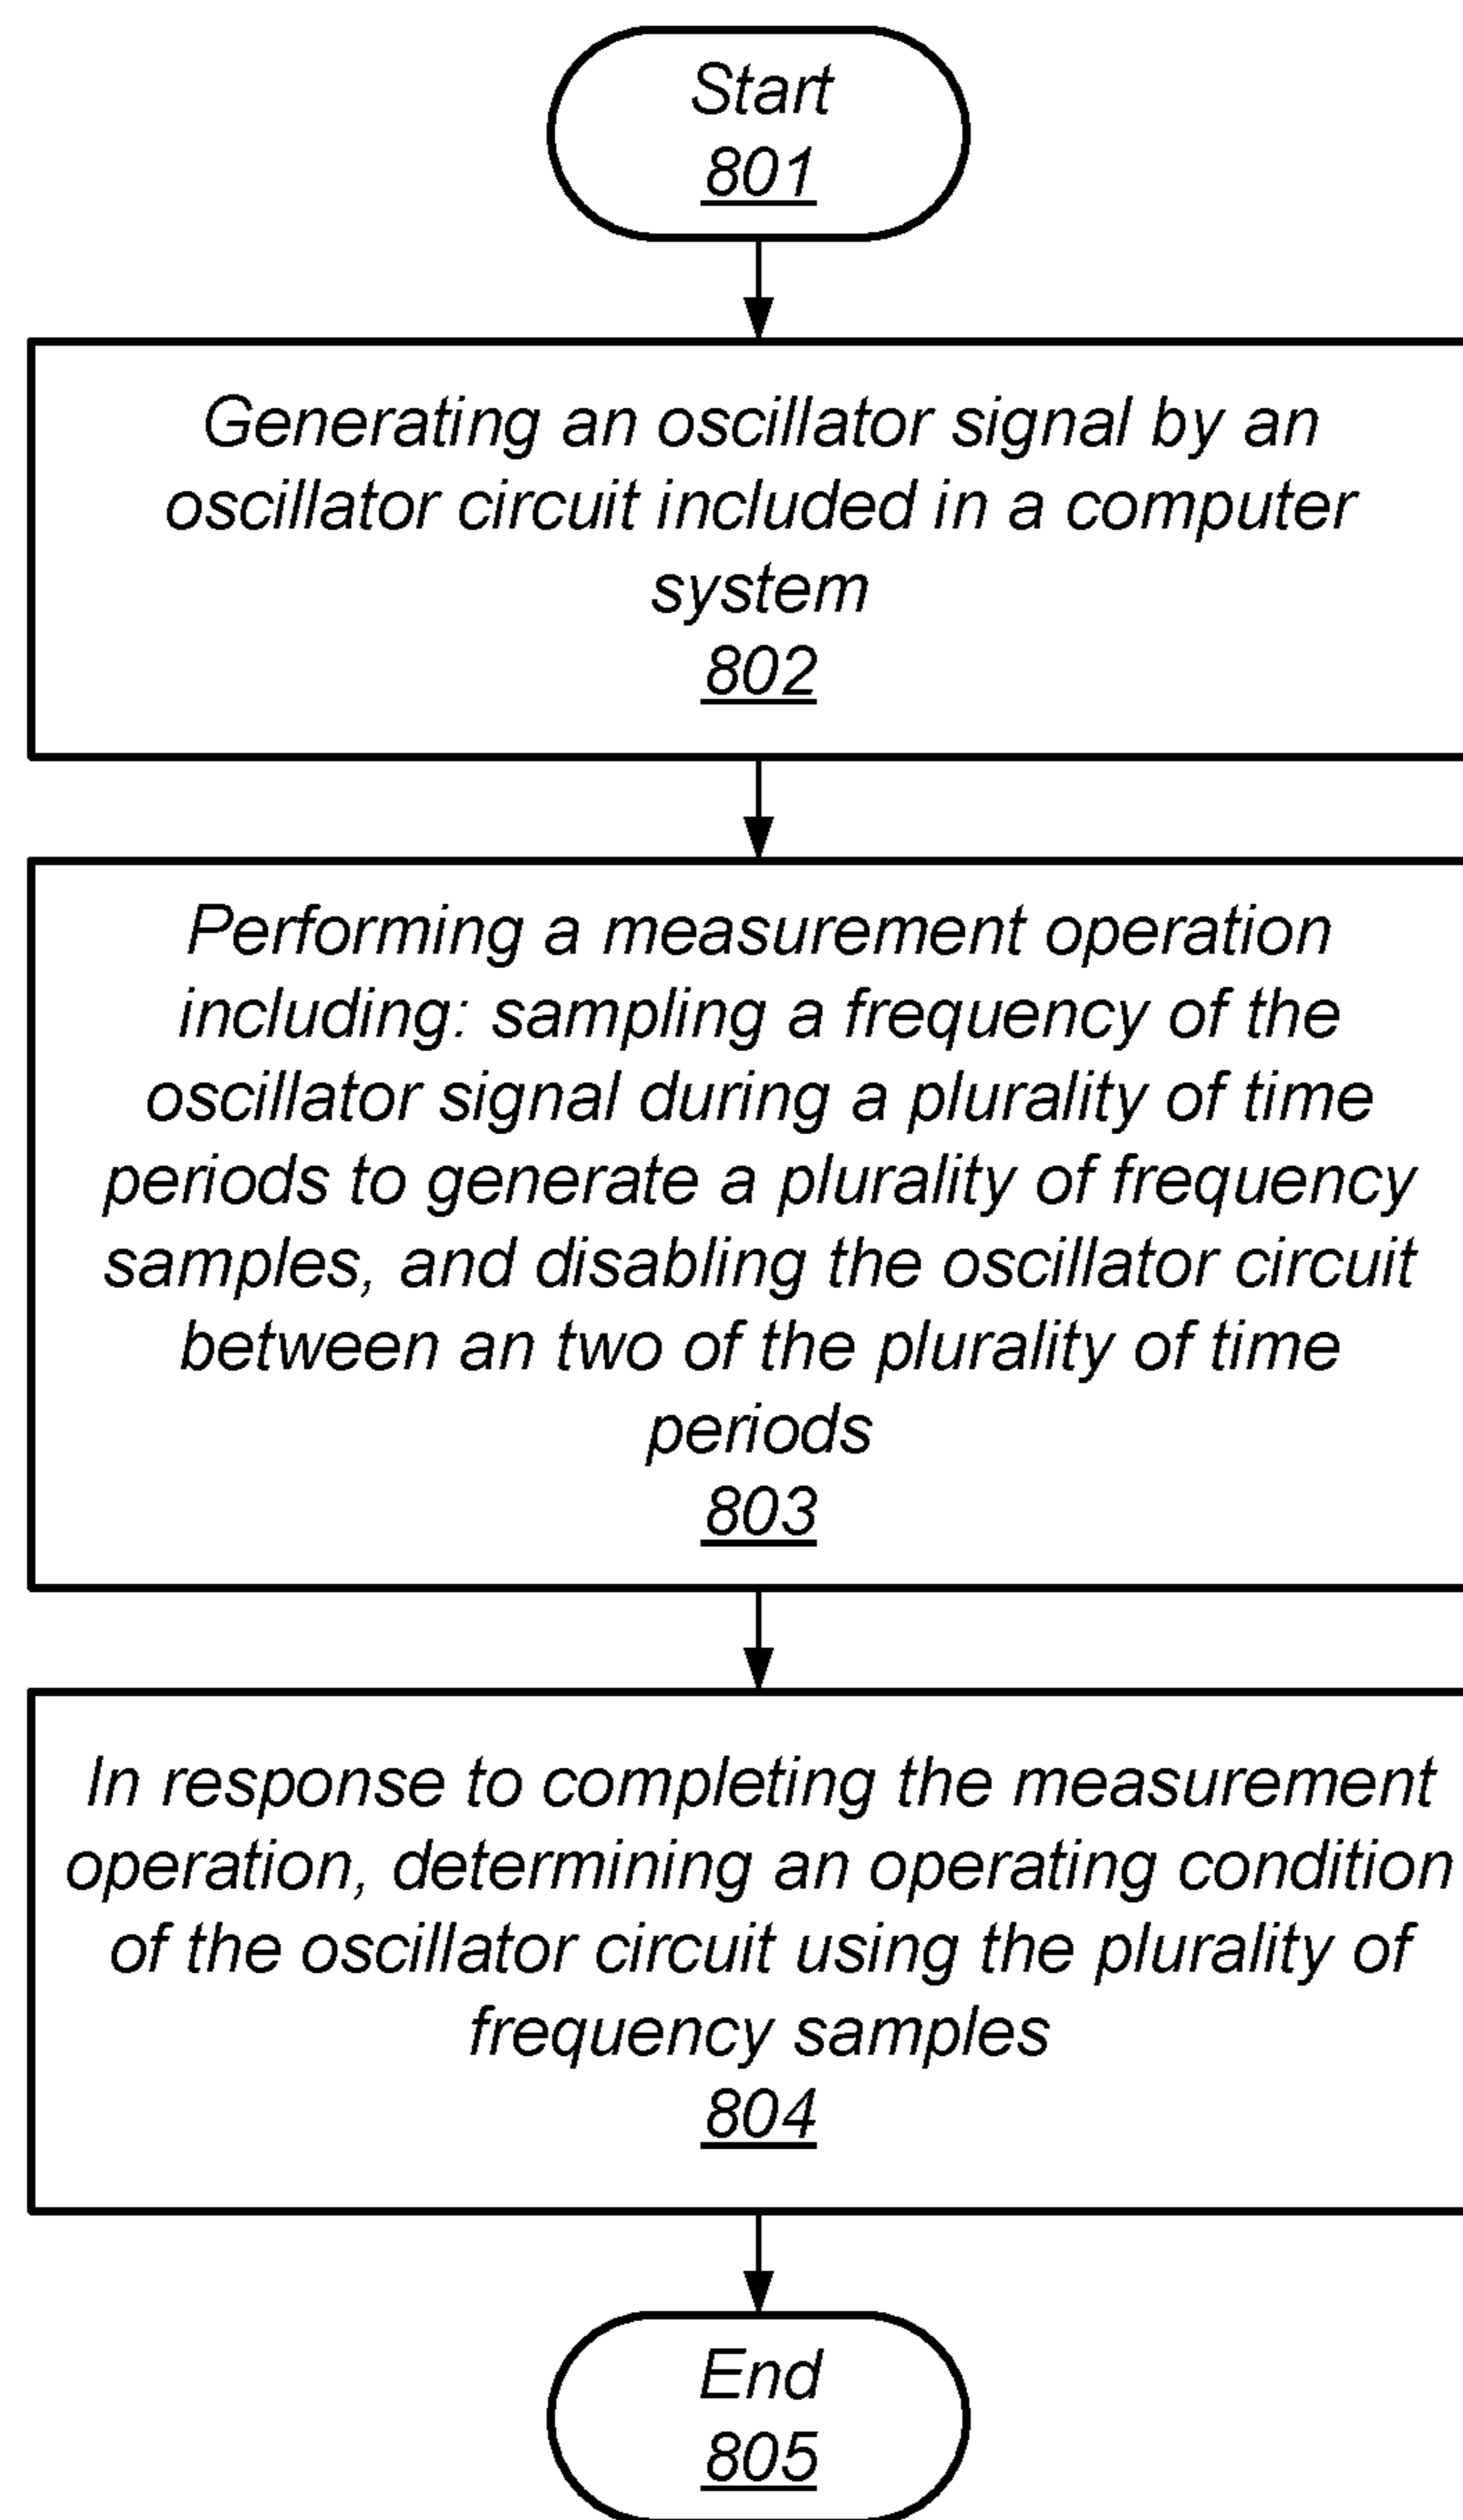 Start
801
Generating an oscillator signal by an
oscillator circuit included in a computer
system
802
Performing a measurement operation
including: sampling a frequency of the
oscillator signal during a plurality of time
periods to generate a plurality of frequency
samples, and disabling the oscillator circuit
between an two of the plurality of time
periods
803
In response to completing the measurement
operation, determining an operating condition
of the oscillator circuit using the plurality of
frequency samples
804
End
805